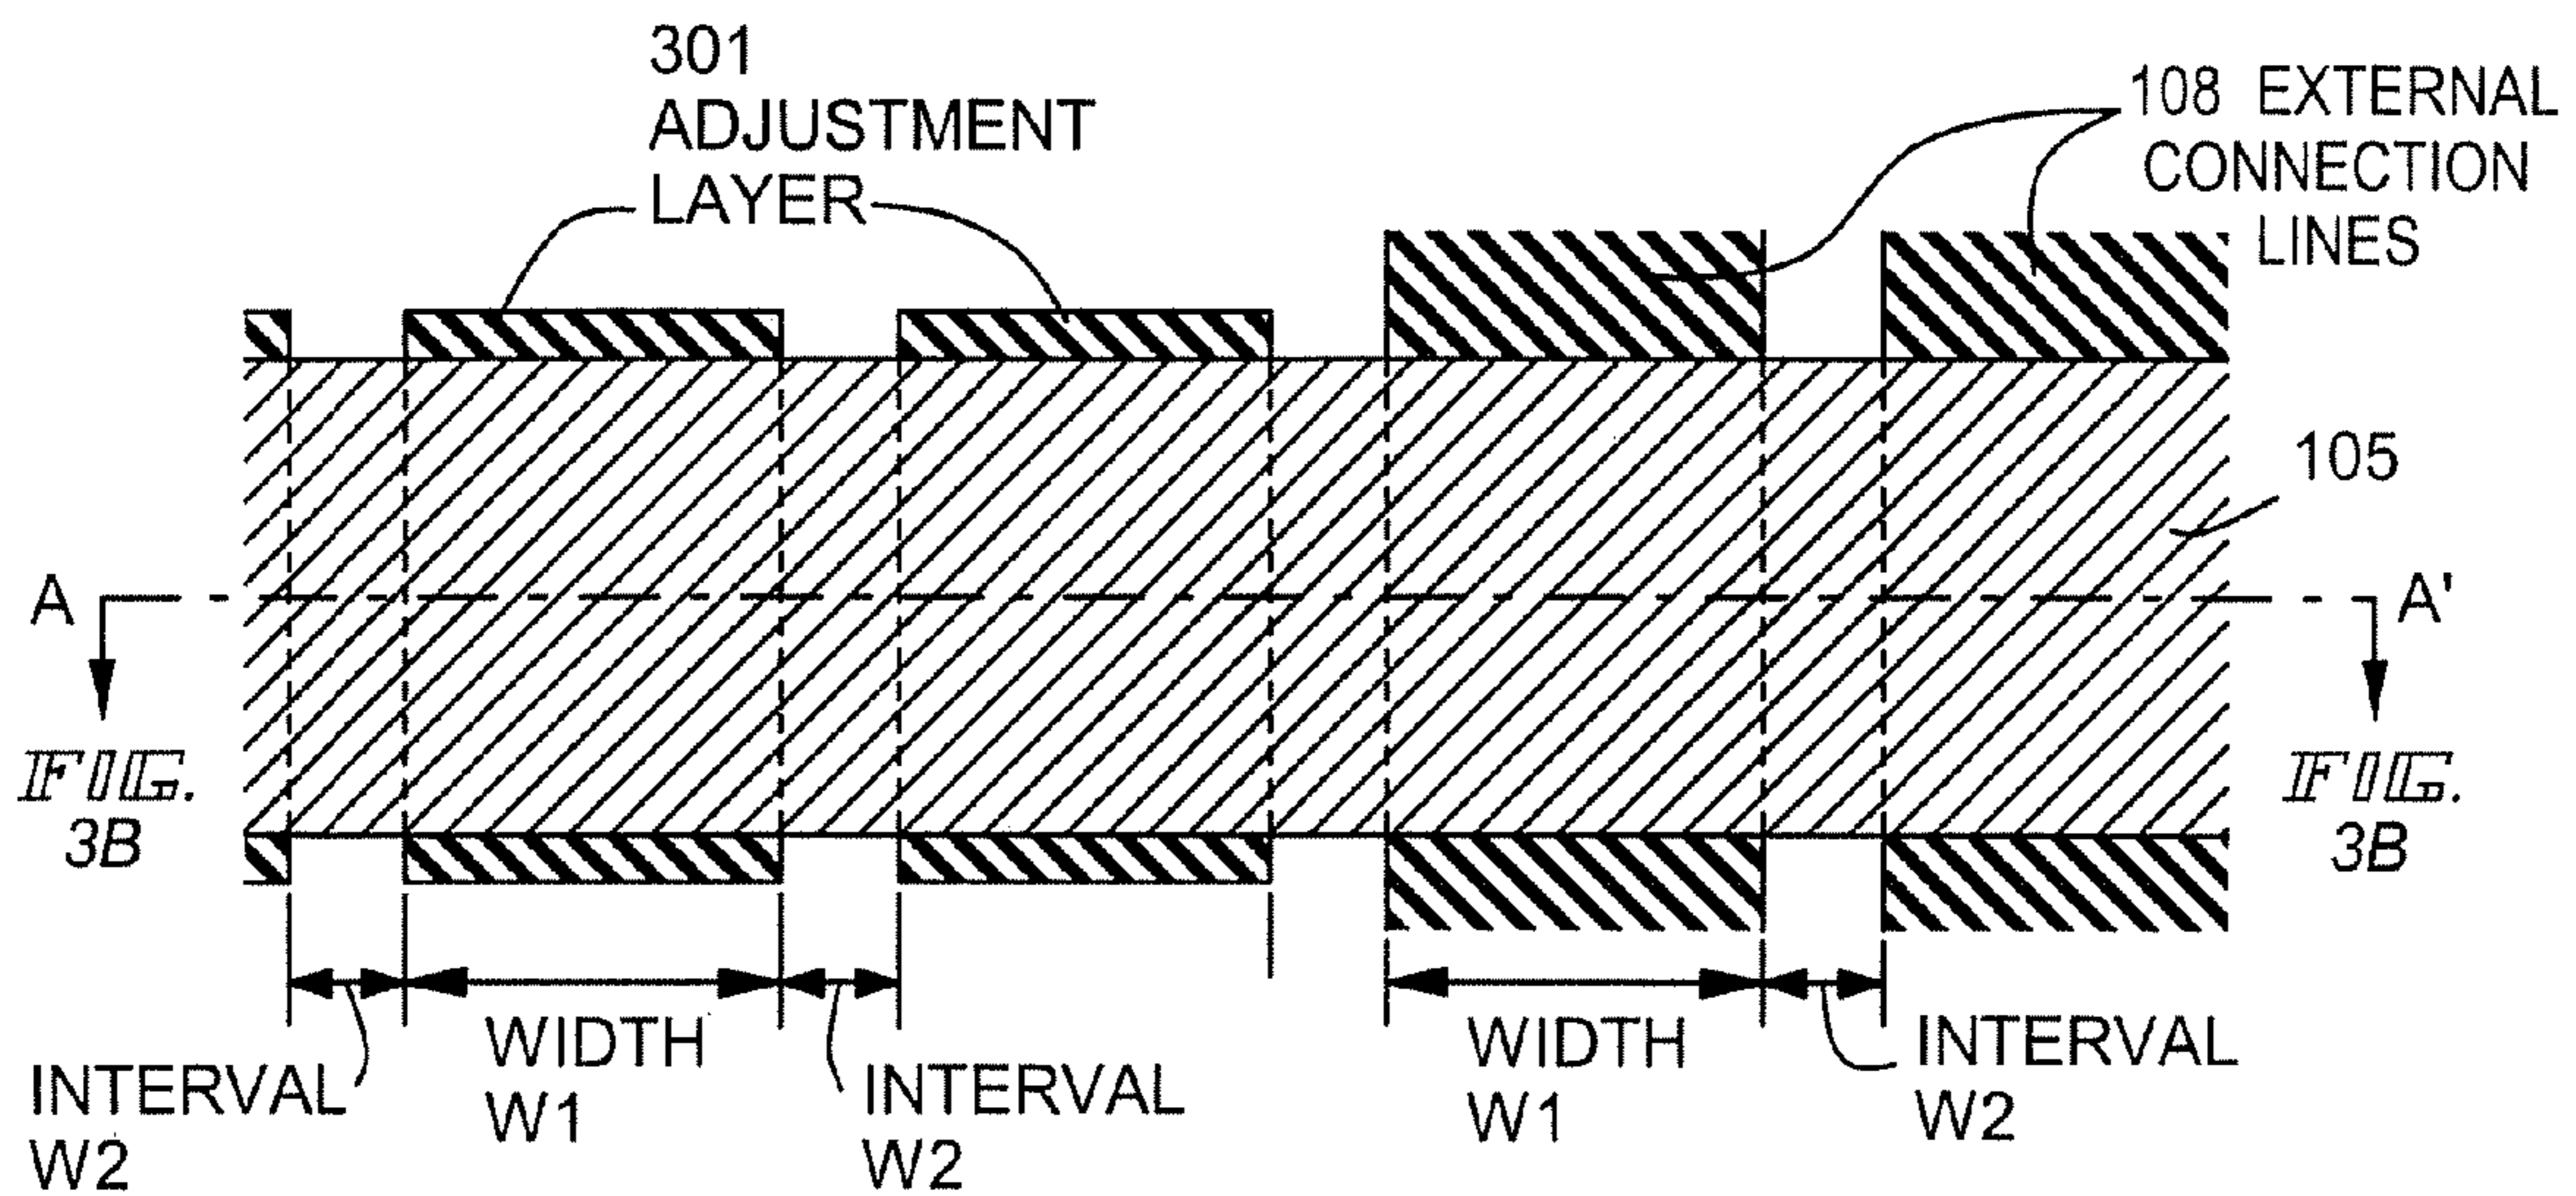 301
ADJUSTMENT
LAYER
108 EXTERNAL
CONNECTION
LINES
105
A
A'
FIG.
3B
FIG.
3B
WIDTH
W1
INTERVAL
W2
INTERVAL
W2
WIDTH
W1
INTERVAL
W2